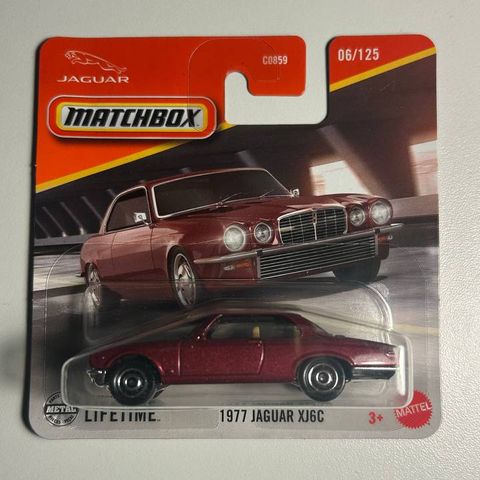 JAGUAR
C0859
06/125
MATCHBOX
METAL
LIFETIME
1977 JAGUAR XJ6C
3+
MATTEL